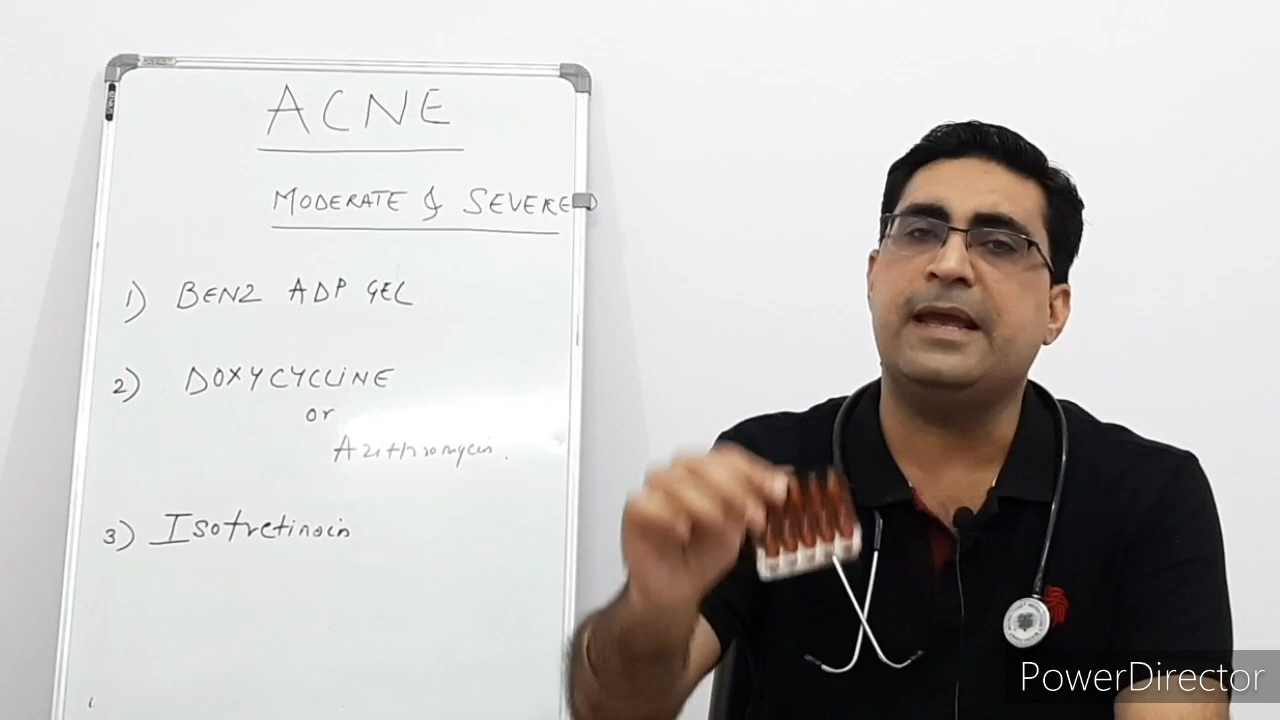 ACNE
MODERATE & SEVERE
1) BENZ ADP GEL
2) DOXYCYCLINE
or
Azithromycin.
3) Isotretinoin
PowerDirector